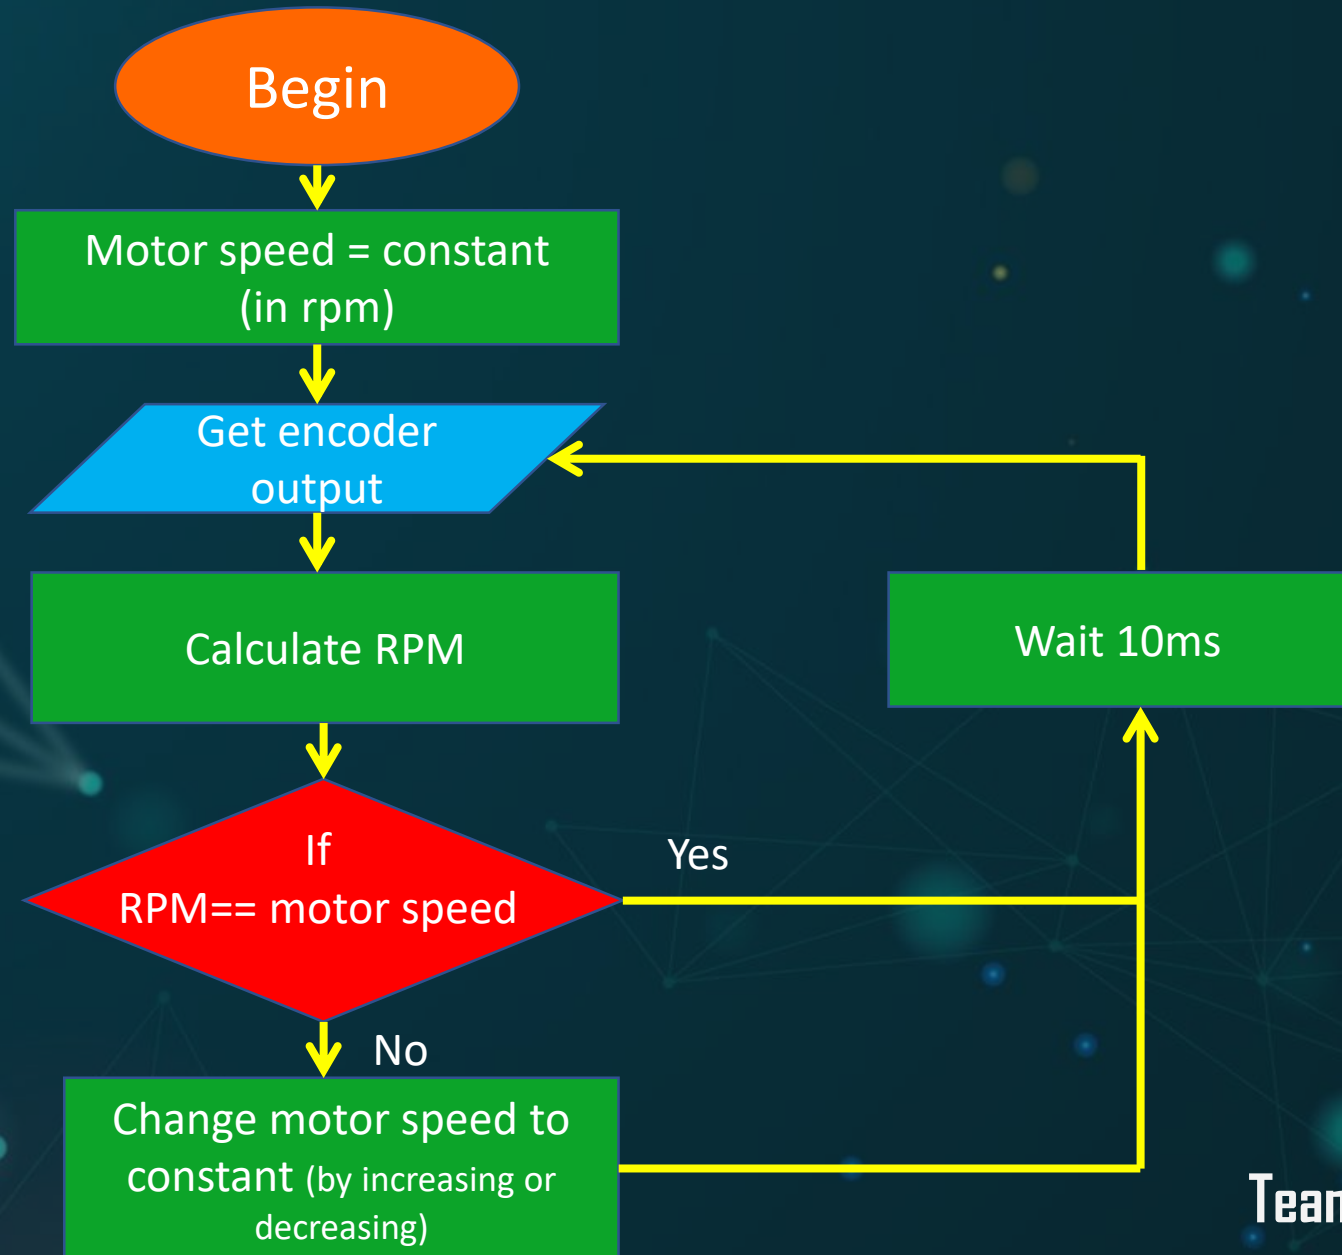 Begin
Motor speed = constant
(in rpm)
Get encoder
output
Calculate RPM
Wait 10ms
If
RPM== motor speed
Yes
No
Change motor speed to
constant (by increasing or
decreasing)